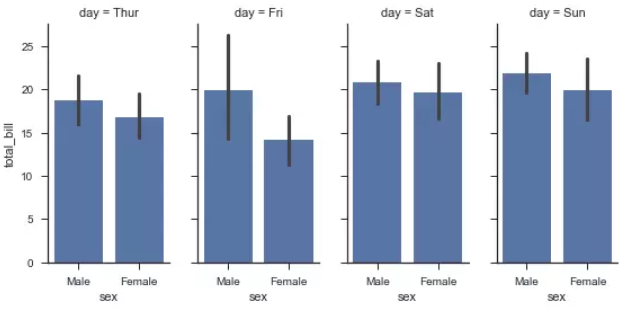 day = Thur
day = Fri
day = Sat
day = Sun
total_bill
25
20
15
10
5
0
Male Female
Male Female
Male Female
Male Female
sex
sex
sex
sex